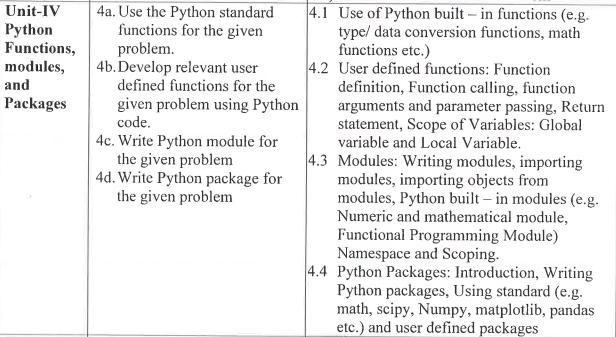 Unit-IV
Python
Functions,
modules,
and
Packages
4a. Use the Python standard
functions for the given
problem.
4b. Develop relevant user
defined functions for the
given problem using Python
code.
4c. Write Python module for
the given problem
4d. Write Python package for
the given problem
4.1 Use of Python built – in functions (e.g.
type/ data conversion functions, math
functions etc.)
4.2 User defined functions: Function
definition, Function calling, function
arguments and parameter passing, Return
statement, Scope of Variables: Global
variable and Local Variable.
4.3 Modules: Writing modules, importing
modules, importing objects from
modules, Python built – in modules (e.g.
Numeric and mathematical module,
Functional Programming Module)
Namespace and Scoping.
4.4 Python Packages: Introduction, Writing
Python packages, Using standard (e.g.
math, scipy, Numpy, matplotlib, pandas
etc.) and user defined packages